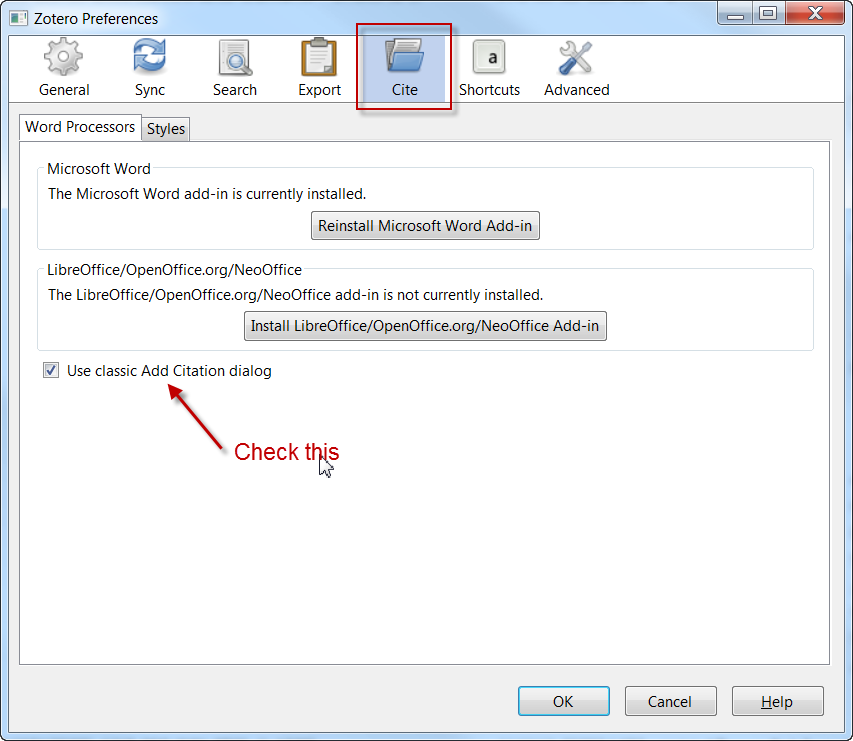 Zotero Preferences
General Sync Search Export Cite Shortcuts Advanced
Word Processors Styles
Microsoft Word
The Microsoft Word add-in is currently installed.
Reinstall Microsoft Word Add-in
LibreOffice/OpenOffice.org/NeoOffice
The LibreOffice/OpenOffice.org/NeoOffice add-in is not currently installed.
Install LibreOffice/OpenOffice.org/NeoOffice Add-in
Use classic Add Citation dialog
Check this
OK Cancel Help